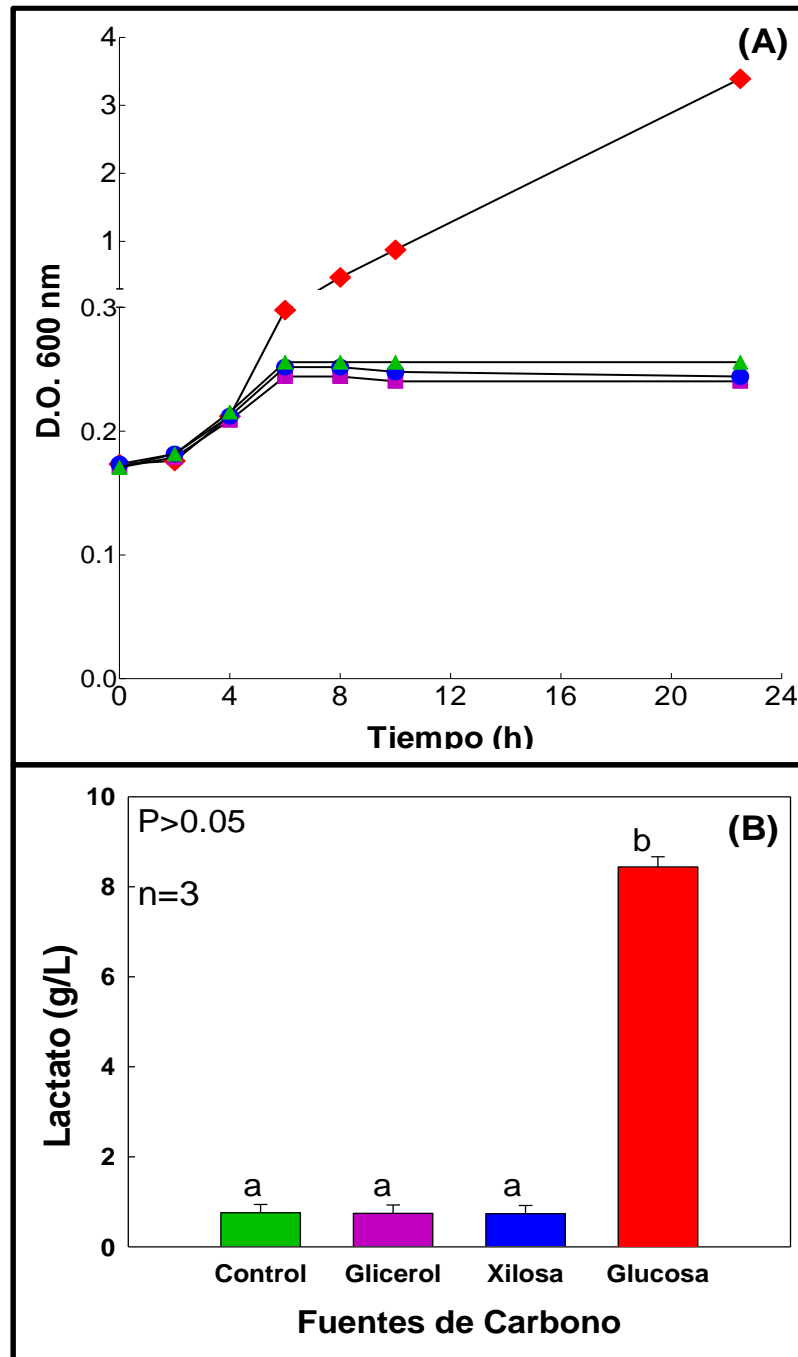 (A)
4
3
2
1
0.3
0.2
0.1
0.0
D.O. 600 nm
0 4 8 12 16 20 24
Tiempo (h)
(B)
P>0.05
n=3
10
8
6
4
2
0
Lactato (g/L)
a a a b
Control Glicerol Xilosa Glucosa
Fuentes de Carbono